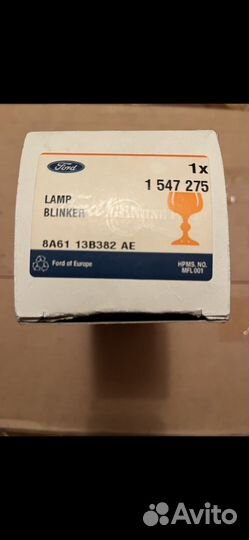 Ford
1x
1 547 275
LAMP
BLINKER
8A61 13B382 AE
Ford of Europe
HPMS. NO.
MFL001
Avito